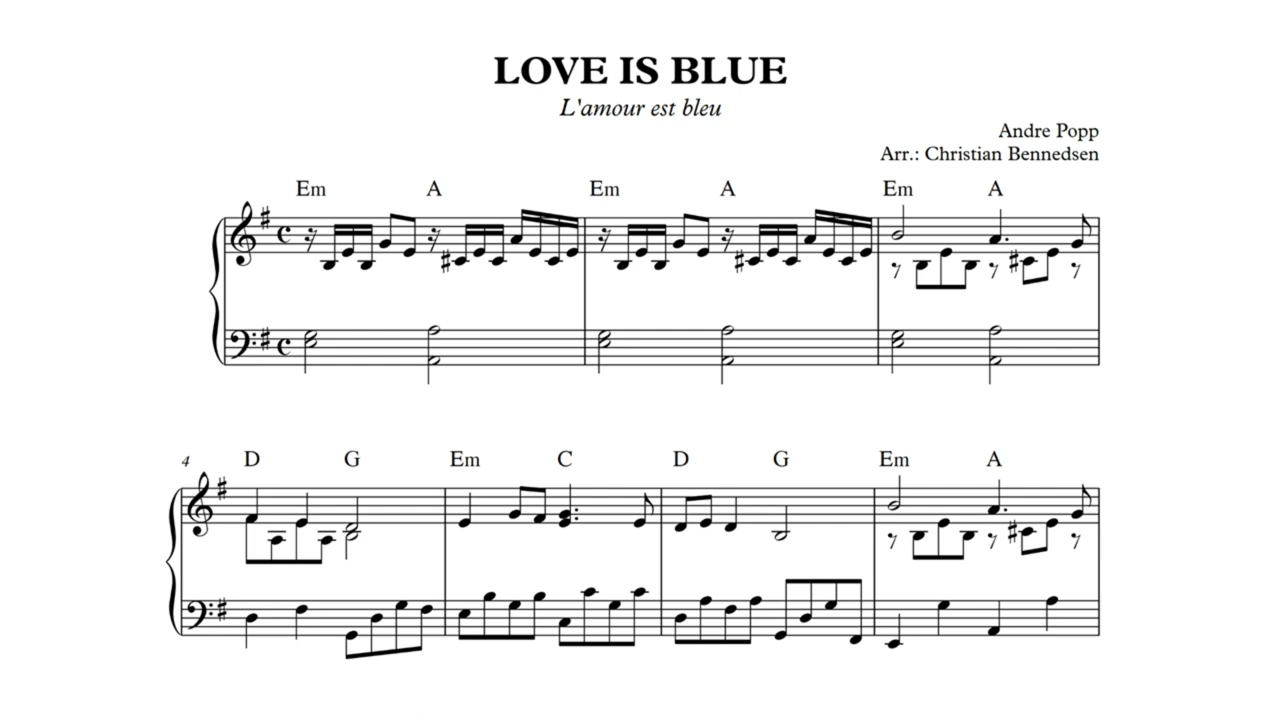 LOVE IS BLUE
L'amour est bleu
Andre Popp
Arr.: Christian Bennedsen
Em A Em A Em A
4 D G Em C D G Em A